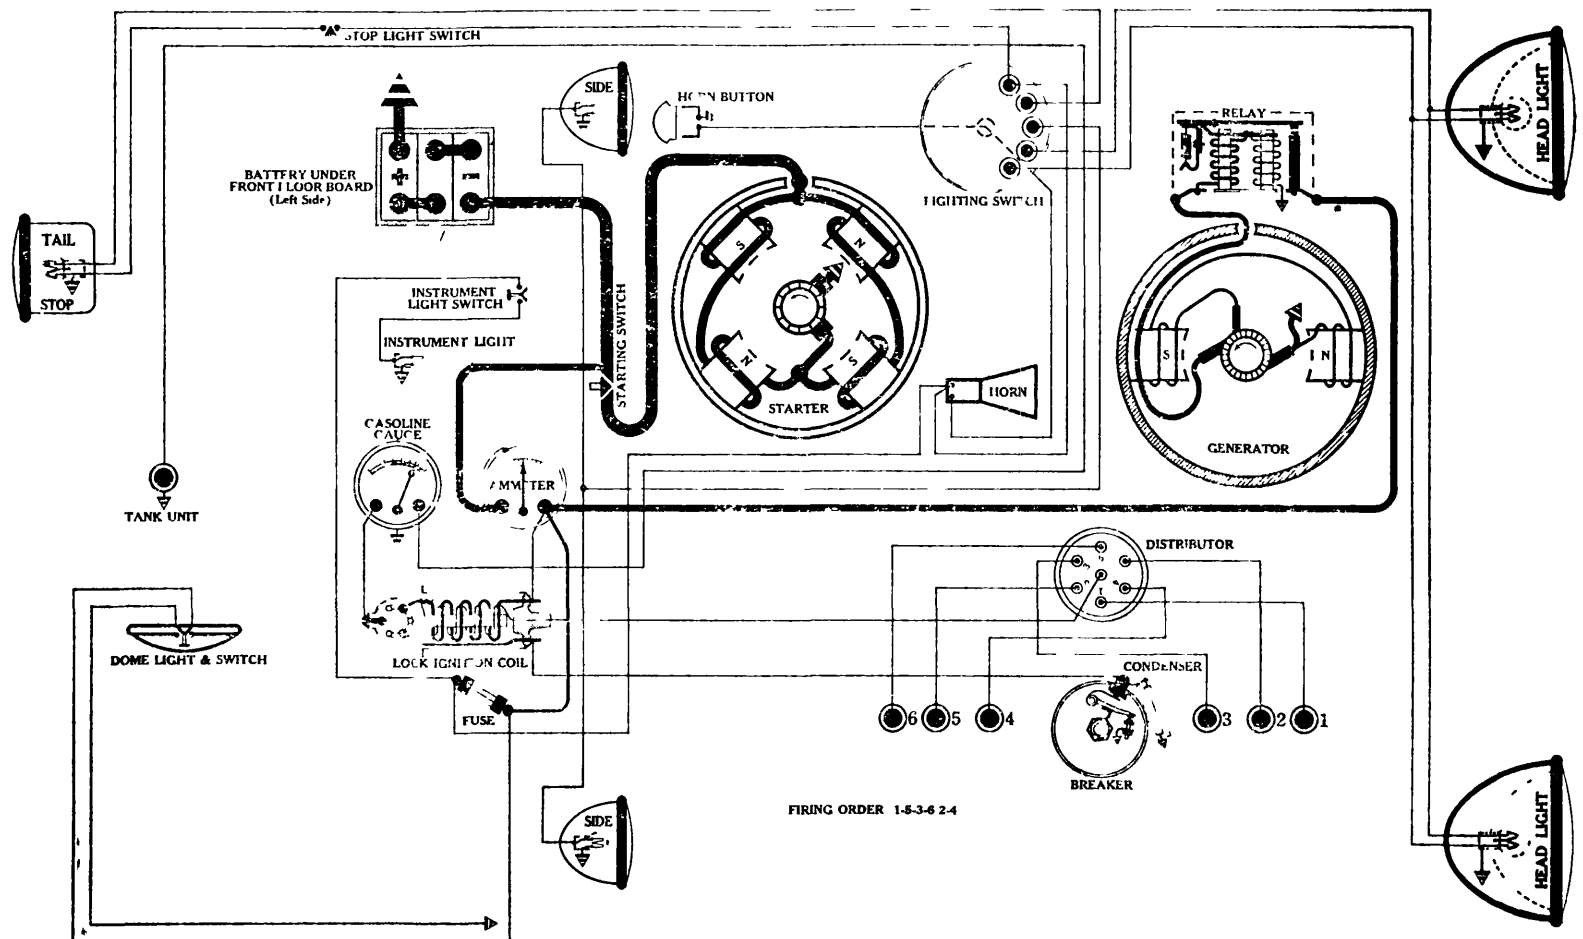 STOP LIGHT SWITCH
SIDE
HORN BUTTON
RELAY
HEAD LIGHT
BATTERY UNDER
FRONT FLOOR BOARD
(Left Side)
LIGHTING SWITCH
TAIL
STOP
S
N
INSTRUMENT
LIGHT SWITCH
STARTING SWITCH
INSTRUMENT LIGHT
N
S
STARTER
HORN
S
N
GENERATOR
GASOLINE
GAUGE
AMMETER
TANK UNIT
DISTRIBUTOR
DOME LIGHT & SWITCH
LOCK IGNITION COIL
CONDENSER
FUSE
6
5
4
3
2
1
BREAKER
FIRING ORDER 1-5-3-6 2-4
SIDE
HEAD LIGHT